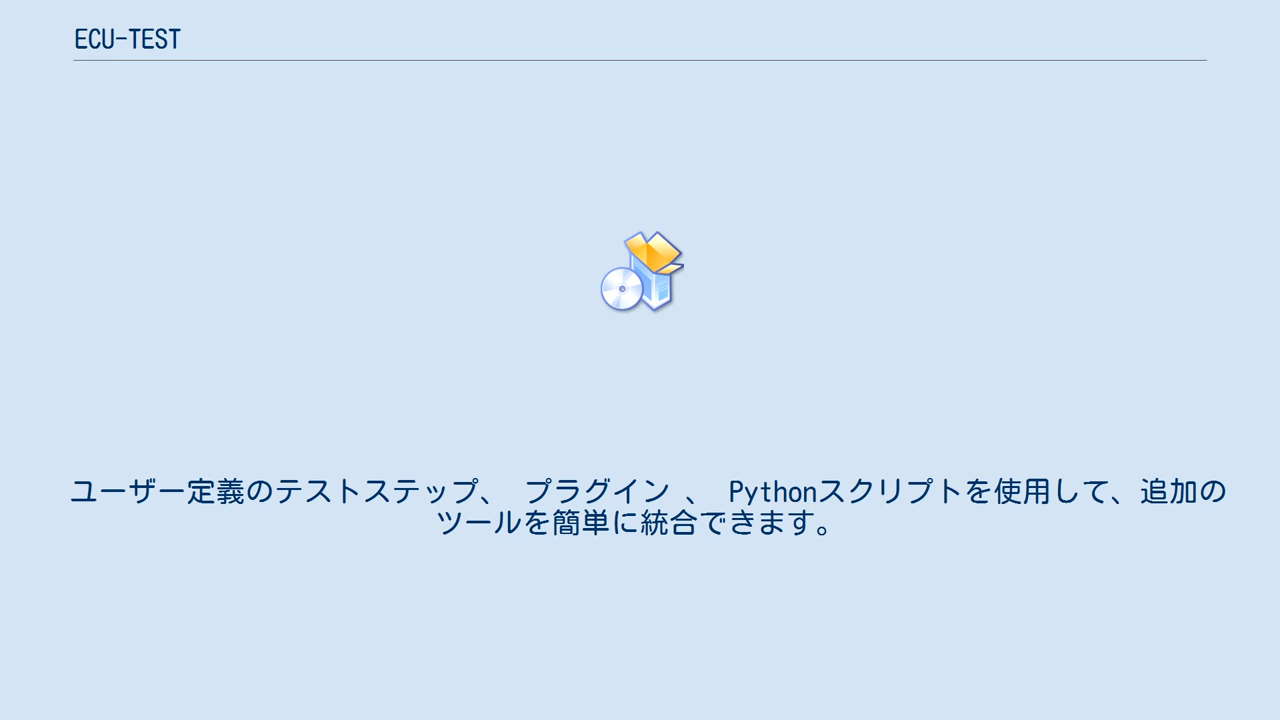 ECU-TEST
ユーザー定義のテストステップ、 プラグイン 、 Pythonスクリプトを使用して、追加の
ツールを簡単に統合できます。